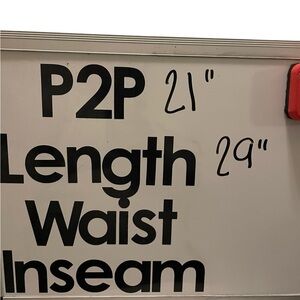 P2P 21"
Length 29"
Waist
Inseam